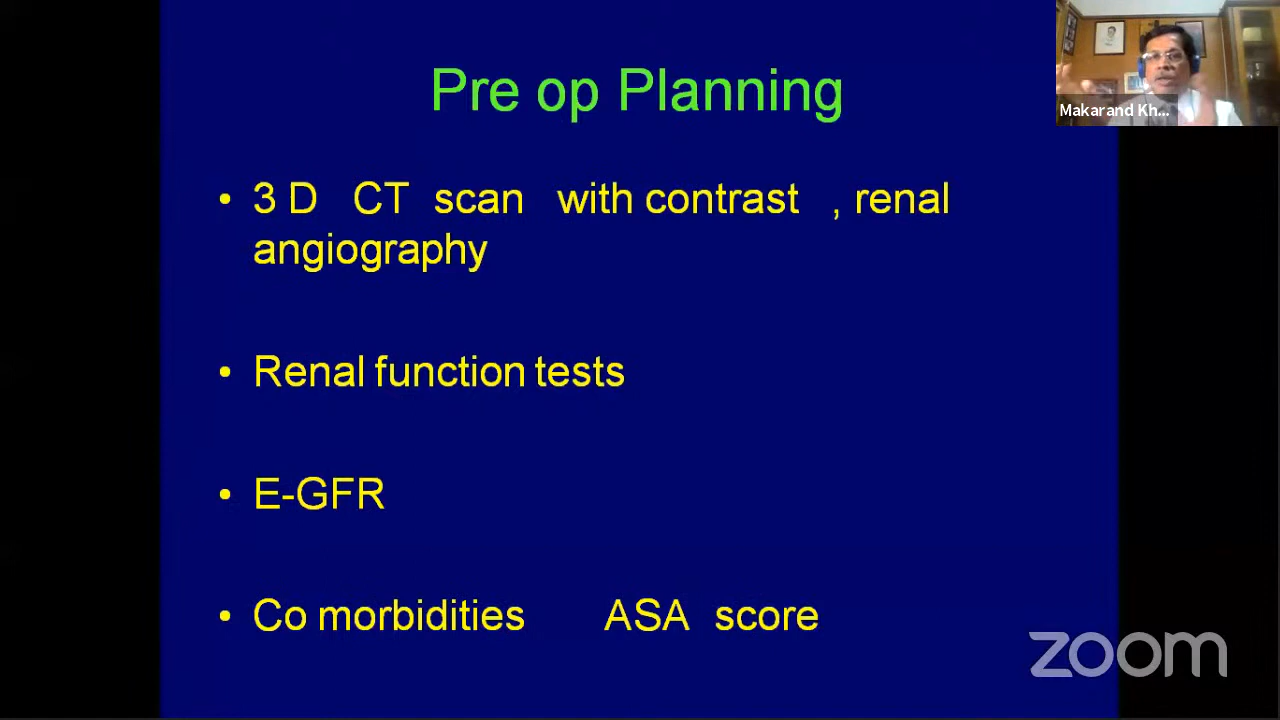 Pre op Planning
Makarand Kh...
• 3 D CT scan with contrast , renal
angiography
• Renal function tests
• E-GFR
• Co morbidities ASA score
zoom